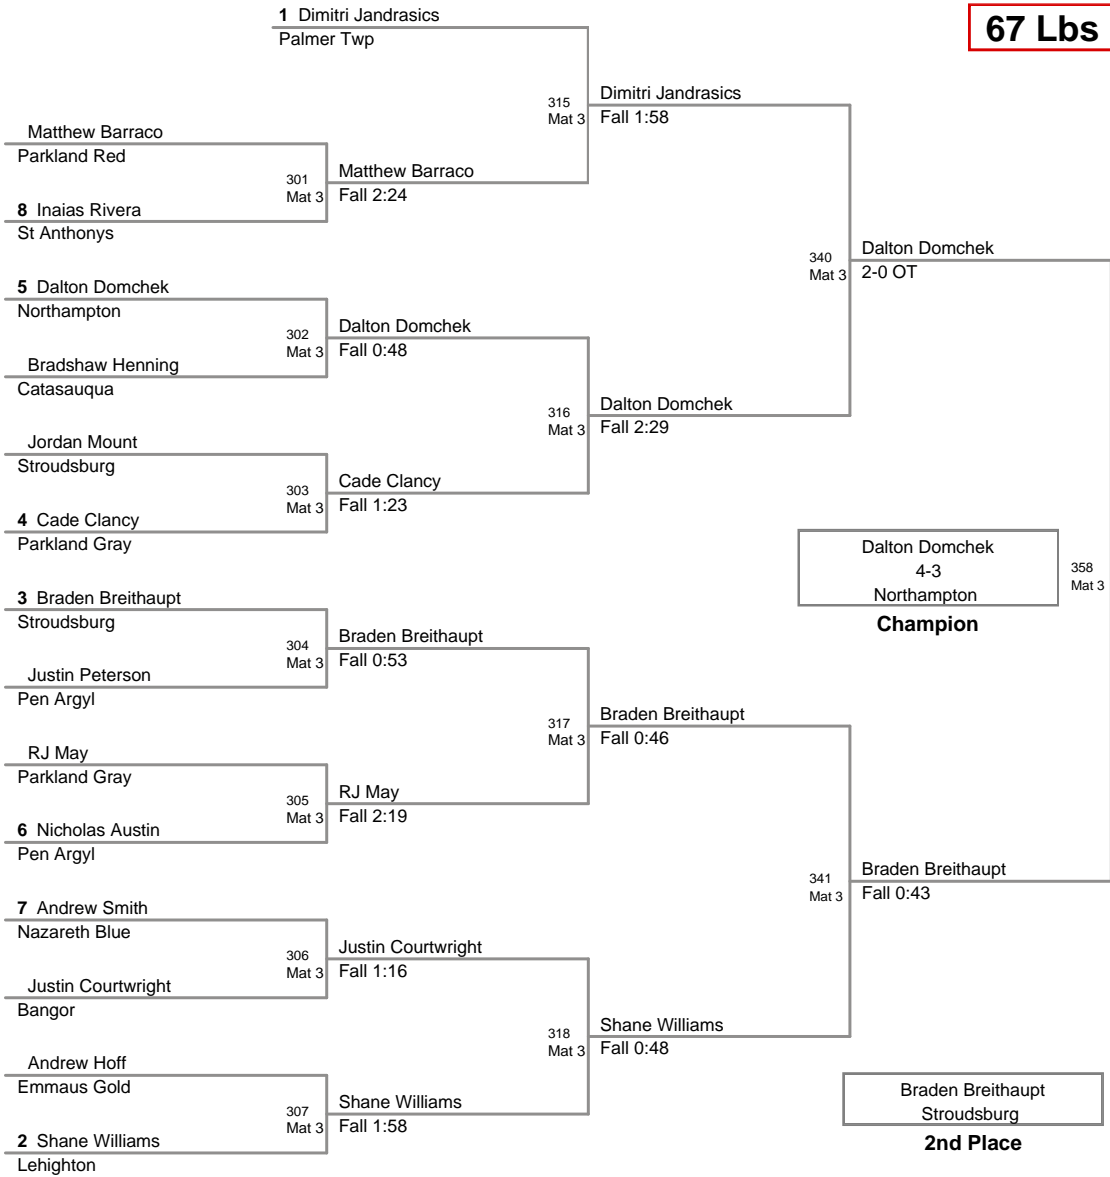 1 Dimitri Jandrasics
Palmer Twp
67 Lbs
315
Mat 3
Dimitri Jandrasics
Fall 1:58
Matthew Barraco
Parkland Red
301
Mat 3
Matthew Barraco
Fall 2:24
8 Inaias Rivera
St Anthonys
340
Mat 3
Dalton Domchek
2-0 OT
5 Dalton Domchek
Northampton
302
Mat 3
Dalton Domchek
Fall 0:48
Bradshaw Henning
Catasauqua
316
Mat 3
Dalton Domchek
Fall 2:29
Jordan Mount
Stroudsburg
303
Mat 3
Cade Clancy
Fall 1:23
4 Cade Clancy
Parkland Gray
Dalton Domchek
4-3
Northampton
Champion
358
Mat 3
3 Braden Breithaupt
Stroudsburg
304
Mat 3
Braden Breithaupt
Fall 0:53
Justin Peterson
Pen Argyl
317
Mat 3
Braden Breithaupt
Fall 0:46
RJ May
Parkland Gray
305
Mat 3
RJ May
Fall 2:19
6 Nicholas Austin
Pen Argyl
341
Mat 3
Braden Breithaupt
Fall 0:43
7 Andrew Smith
Nazareth Blue
306
Mat 3
Justin Courtwright
Fall 1:16
Justin Courtwright
Bangor
318
Mat 3
Shane Williams
Fall 0:48
Andrew Hoff
Emmaus Gold
307
Mat 3
Shane Williams
Fall 1:58
2 Shane Williams
Lehighton
Braden Breithaupt
Stroudsburg
2nd Place